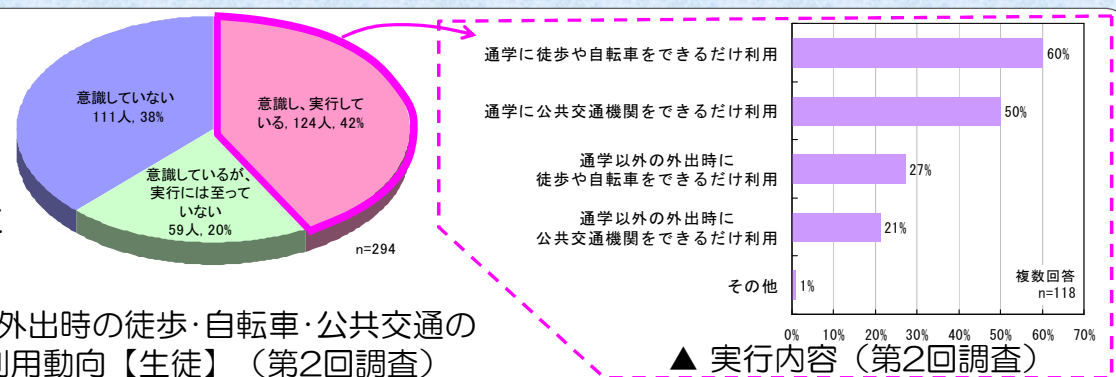 意識していない
111人, 38%
意識し、実行して
いる, 124人, 42%
意識しているが、
実行には至って
いない
59人, 20%
n=294
外出時の徒歩・自転車・公共交通の
利用動向【生徒】（第2回調査）
通学に徒歩や自転車をできるだけ利用
60%
通学に公共交通機関をできるだけ利用
50%
通学以外の外出時に
徒歩や自転車をできるだけ利用
27%
通学以外の外出時に
公共交通機関をできるだけ利用
21%
その他
1%
複数回答
n=118
0% 10% 20% 30% 40% 50% 60% 70%
▲ 実行内容（第2回調査）